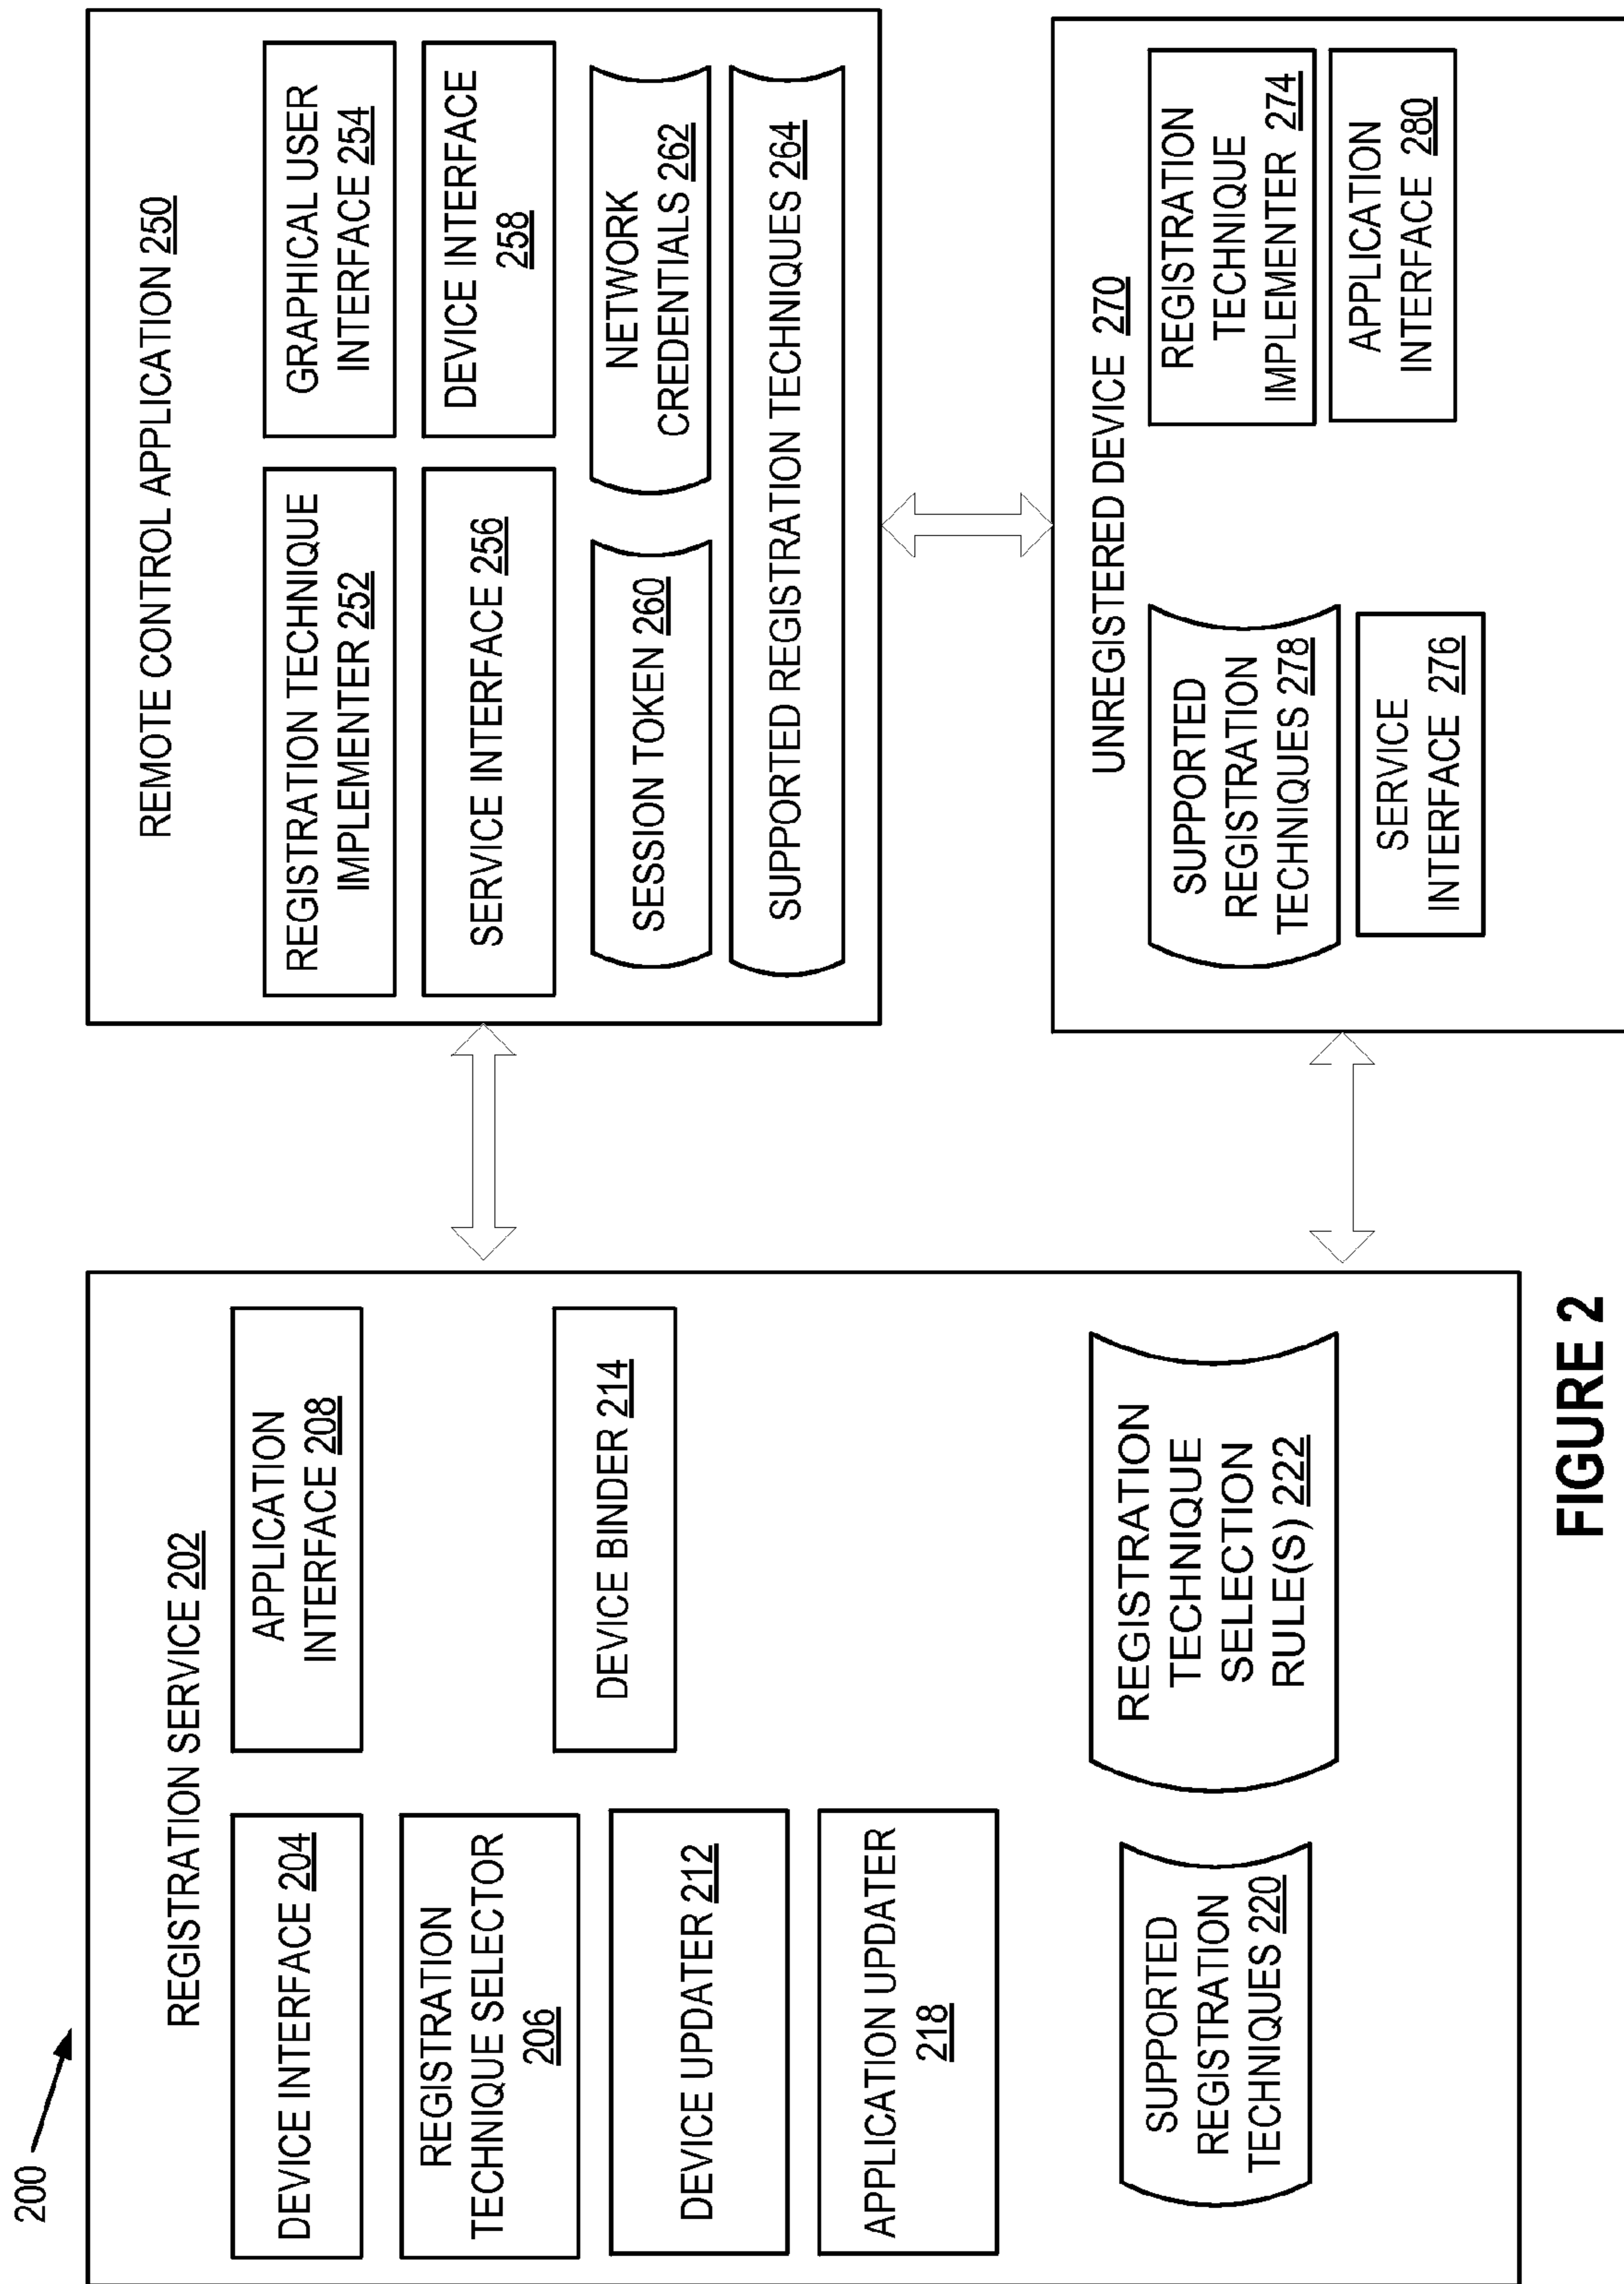 200
REGISTRATION SERVICE 202
DEVICE INTERFACE 204
APPLICATION
INTERFACE 208
REGISTRATION
TECHNIQUE SELECTOR
206
DEVICE BINDER 214
DEVICE UPDATER 212
APPLICATION UPDATER
218
SUPPORTED
REGISTRATION
TECHNIQUES 220
REGISTRATION
TECHNIQUE
SELECTION
RULE(S) 222
REMOTE CONTROL APPLICATION 250
REGISTRATION TECHNIQUE
IMPLEMENTER 252
GRAPHICAL USER
INTERFACE 254
SERVICE INTERFACE 256
DEVICE INTERFACE
258
SESSION TOKEN 260
NETWORK
CREDENTIALS 262
SUPPORTED REGISTRATION TECHNIQUES 264
UNREGISTERED DEVICE 270
SUPPORTED
REGISTRATION
TECHNIQUES 278
REGISTRATION
TECHNIQUE
IMPLEMENTER 274
SERVICE
INTERFACE 276
APPLICATION
INTERFACE 280
FIGURE 2